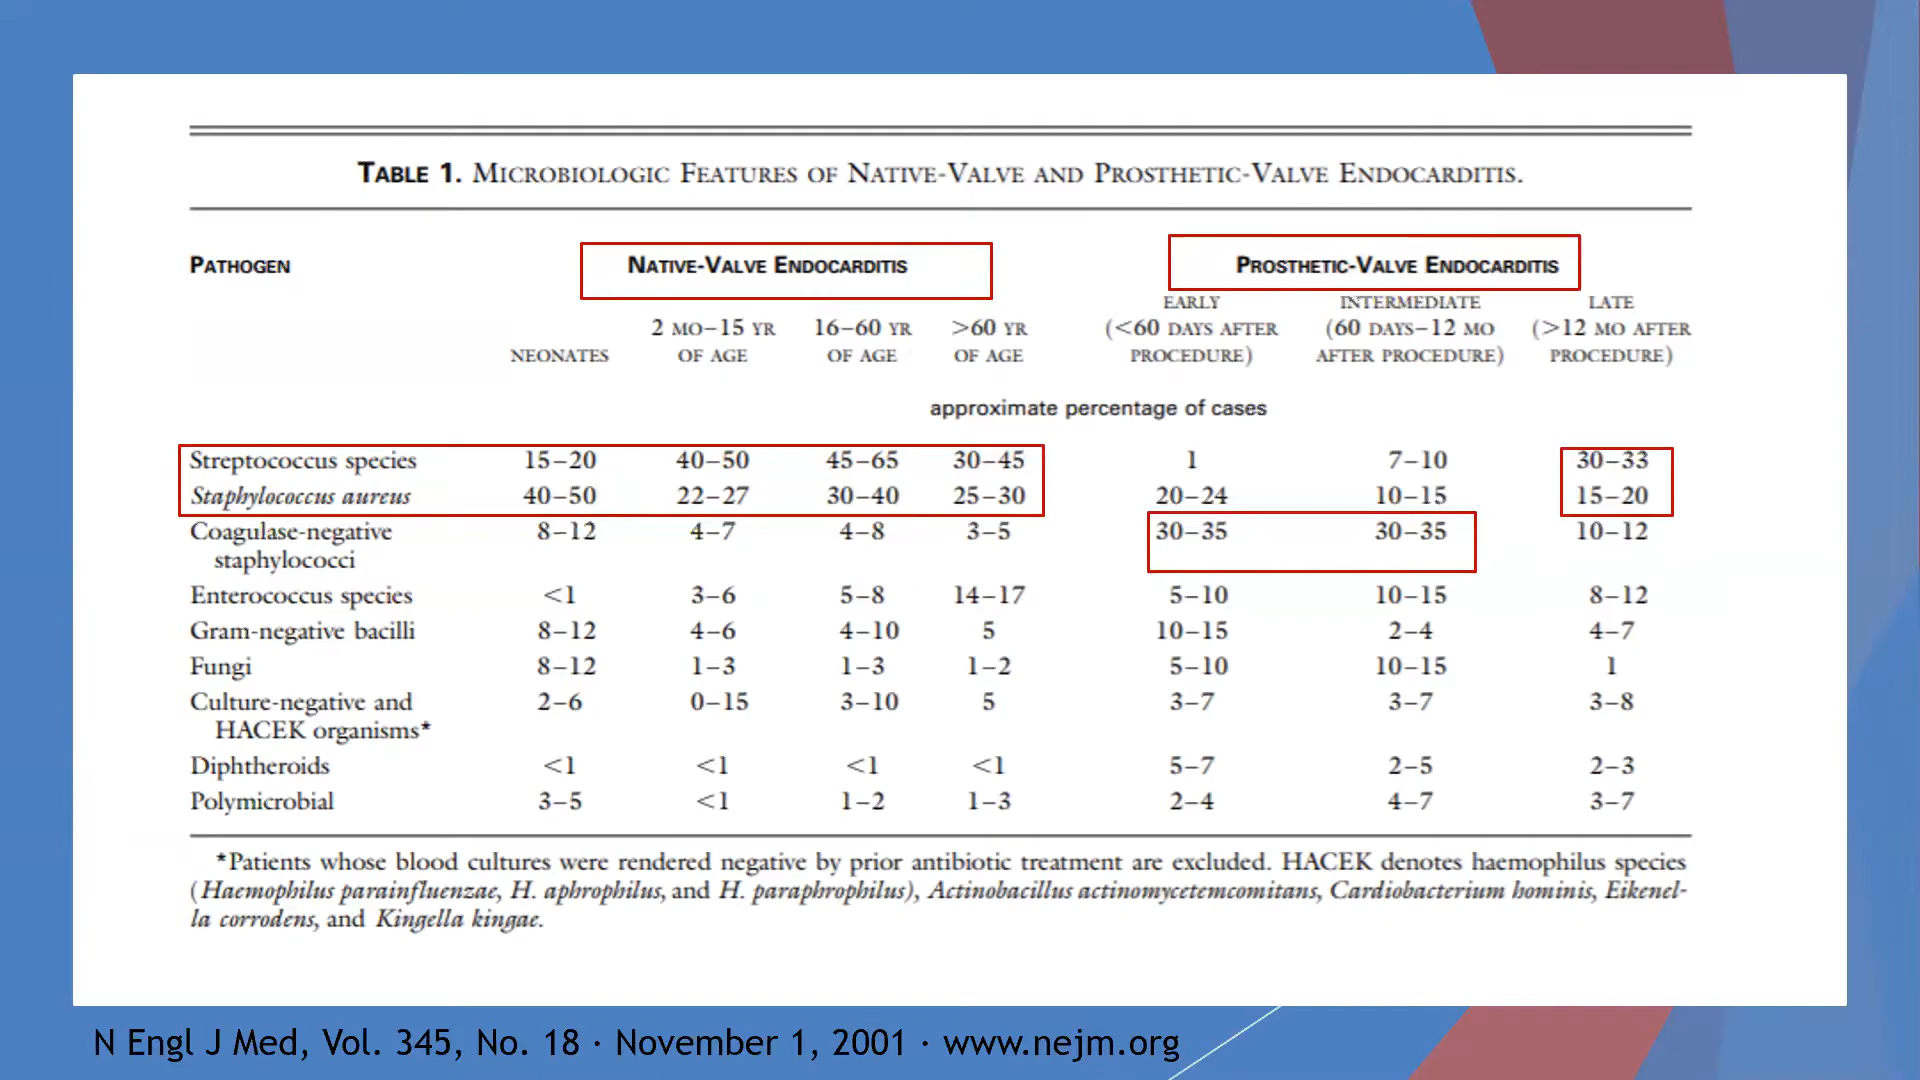 TABLE 1. MICROBIOLOGIC FEATURES OF NATIVE-VALVE AND PROSTHETIC-VALVE ENDOCARDITIS.
PATHOGEN NATIVE-VALVE ENDOCARDITIS PROSTHETIC-VALVE ENDOCARDITIS
EARLY INTERMEDIATE LATE
2 MO–15 YR 16–60 YR >60 YR (<60 DAYS AFTER (60 DAYS–12 MO (>12 MO AFTER
NEONATES OF AGE OF AGE OF AGE PROCEDURE) AFTER PROCEDURE) PROCEDURE)
approximate percentage of cases
Streptococcus species 15–20 40–50 45–65 30–45 1 7–10 30–33
Staphylococcus aureus 40–50 22–27 30–40 25–30 20–24 10–15 15–20
Coagulase-negative 8–12 4–7 4–8 3–5 30–35 30–35 10–12
staphylococci
Enterococcus species <1 3–6 5–8 14–17 5–10 10–15 8–12
Gram-negative bacilli 8–12 4–6 4–10 5 10–15 2–4 4–7
Fungi 8–12 1–3 1–3 1–2 5–10 10–15 1
Culture-negative and 2–6 0–15 3–10 5 3–7 3–7 3–8
HACEK organisms*
Diphtheroids <1 <1 <1 <1 5–7 2–5 2–3
Polymicrobial 3–5 <1 1–2 1–3 2–4 4–7 3–7
*Patients whose blood cultures were rendered negative by prior antibiotic treatment are excluded. HACEK denotes haemophilus species
(Haemophilus parainfluenzae, H. aphrophilus, and H. paraphrophilus), Actinobacillus actinomycetemcomitans, Cardiobacterium hominis, Eikenel-
la corrodens, and Kingella kingae.
N Engl J Med, Vol. 345, No. 18 · November 1, 2001 · www.nejm.org